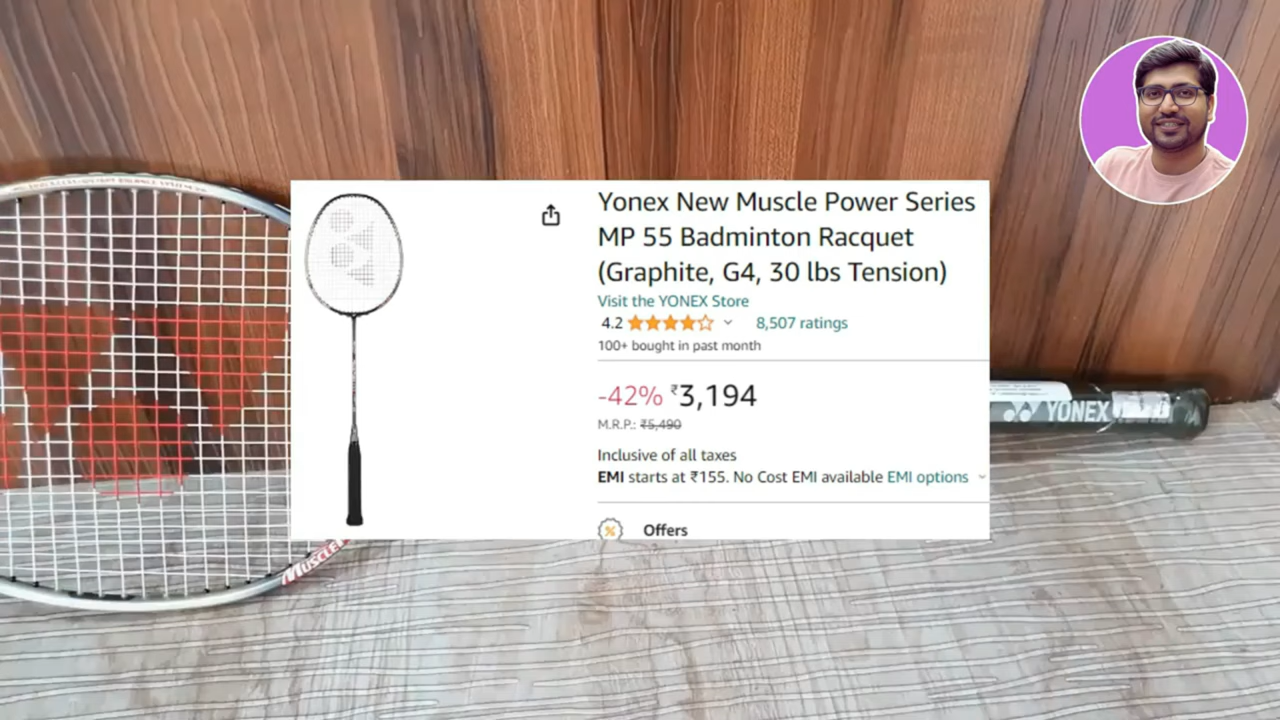 Yonex New Muscle Power Series
MP 55 Badminton Racquet
(Graphite, G4, 30 lbs Tension)
Visit the YONEX Store
4.2 8,507 ratings
100+ bought in past month
-42% ₹3,194
M.R.P.: ₹5,490
Inclusive of all taxes
EMI starts at ₹155. No Cost EMI available EMI options
% Offers
YONEX
MUSCLE